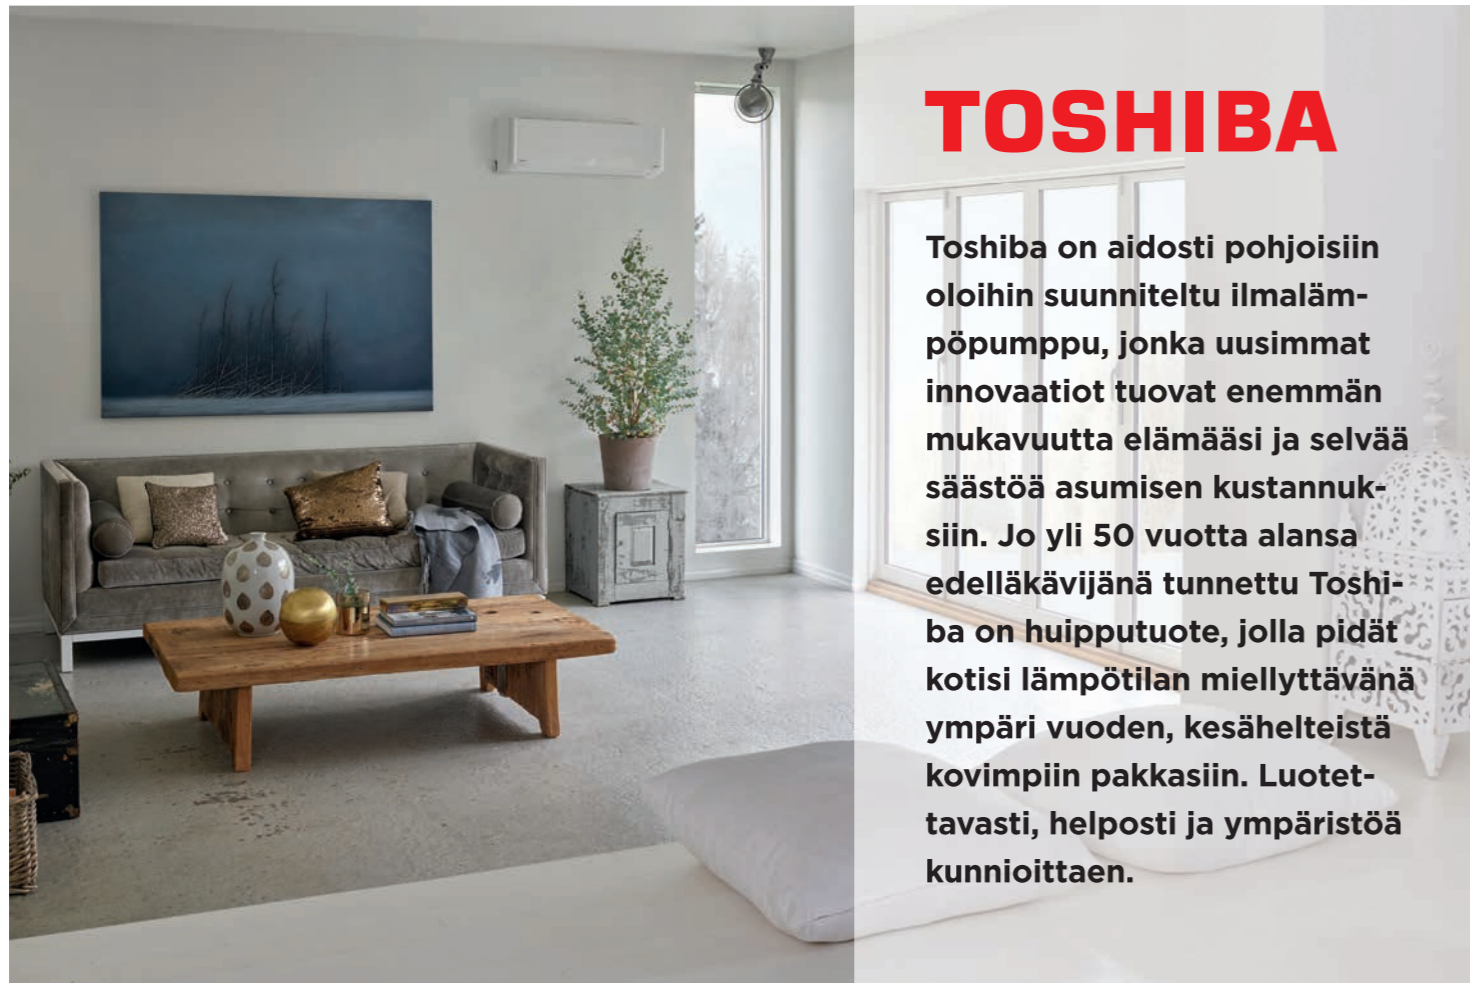 TOSHIBA
Toshiba on aidosti pohjoisiin
oloihin suunniteltu ilmaläm-
pöpumppu, jonka uusimmat
innovaatiot tuovat enemmän
mukavuutta elämääsi ja selvää
säästöä asumisen kustannuk-
siin. Jo yli 50 vuotta alansa
edelläkävijänä tunnettu Toshi-
ba on huipputuote, jolla pidät
kotisi lämpötilan miellyttävänä
ympäri vuoden, kesähelteistä
kovimpiin pakkasiin. Luotet-
tavasti, helposti ja ympäristöä
kunnioittaen.